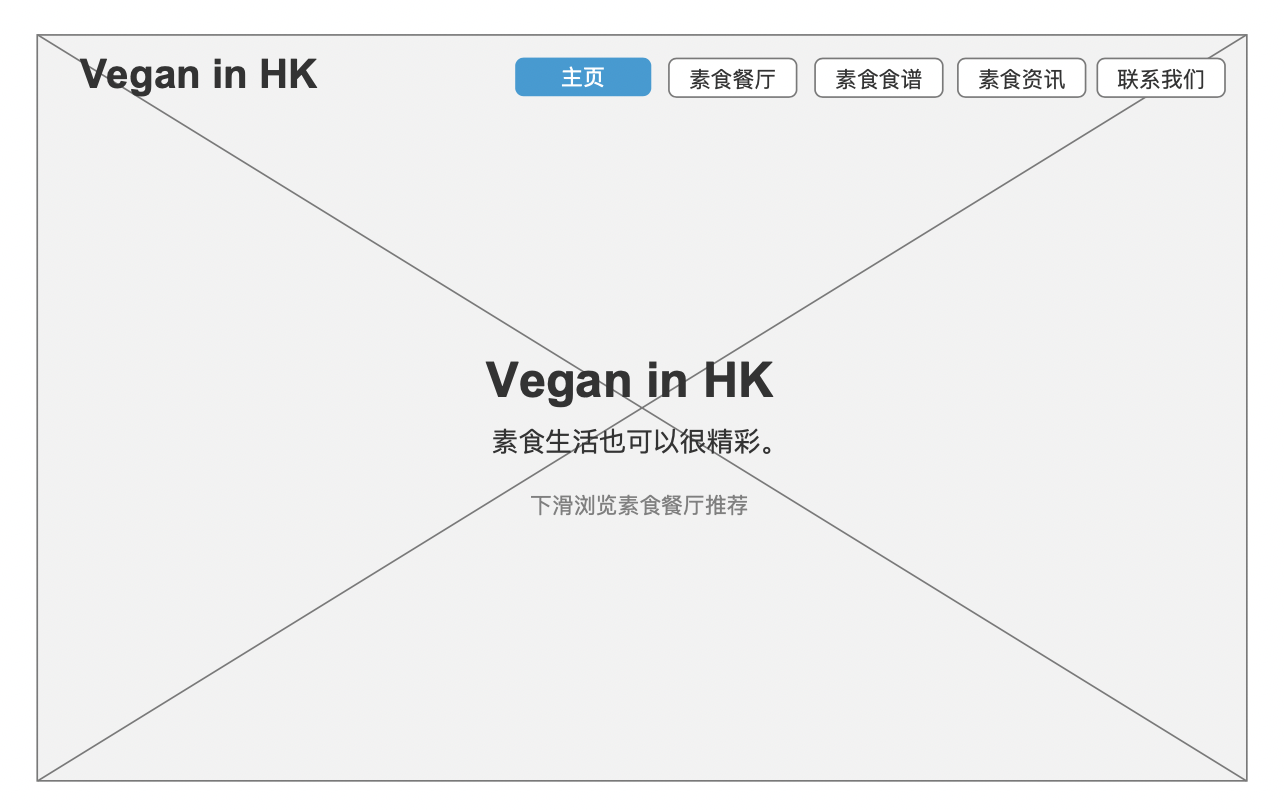 Vegan in HK
主页 素食餐厅 素食食谱 素食资讯 联系我们
Vegan in HK
素食生活也可以很精彩。
下滑浏览素食餐厅推荐